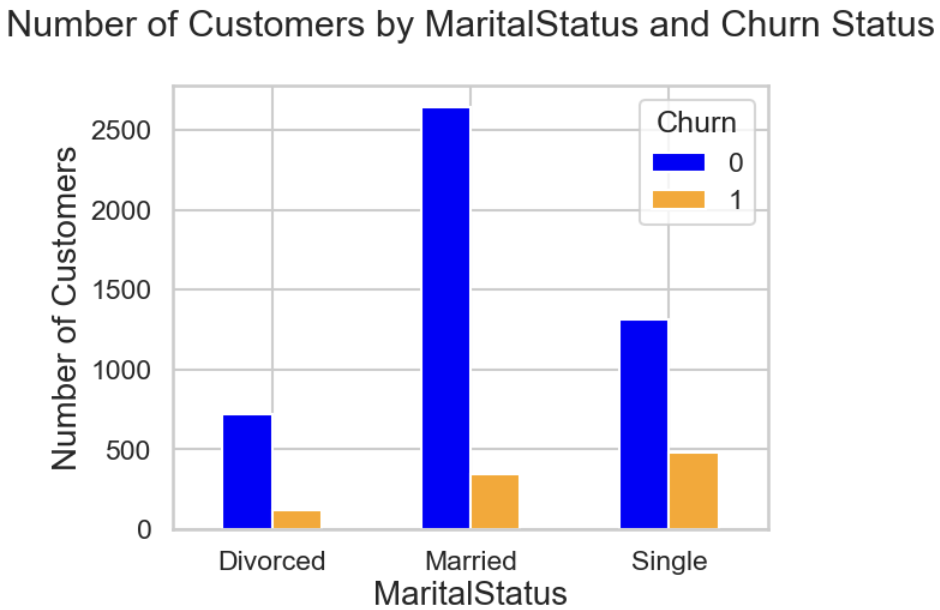 Number of Customers by MaritalStatus and Churn Status
Churn
0
1
2500
2000
1500
1000
500
0
Number of Customers
Divorced Married Single
MaritalStatus